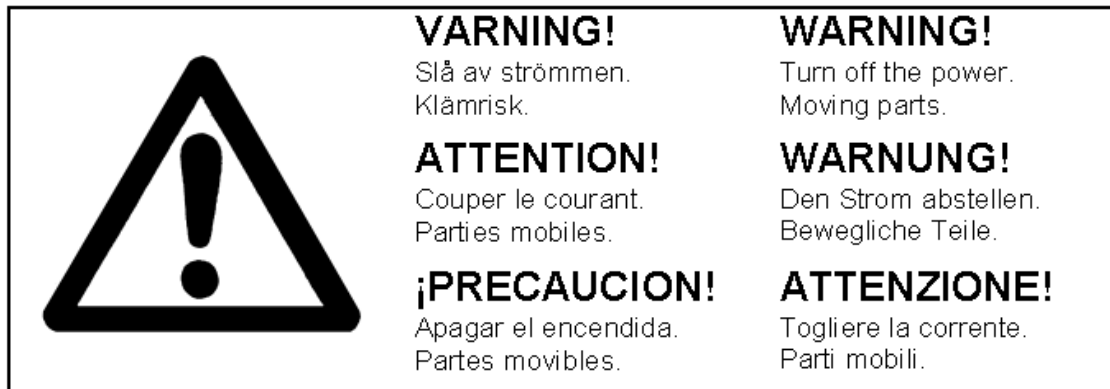 VARNING!
Slå av strömmen.
Klämrisk.
WARNING!
Turn off the power.
Moving parts.
ATTENTION!
Couper le courant.
Parties mobiles.
WARNUNG!
Den Strom abstellen.
Bewegliche Teile.
¡PRECAUCION!
Apagar el encendida.
Partes movibles.
ATTENZIONE!
Togliere la corrente.
Parti mobili.